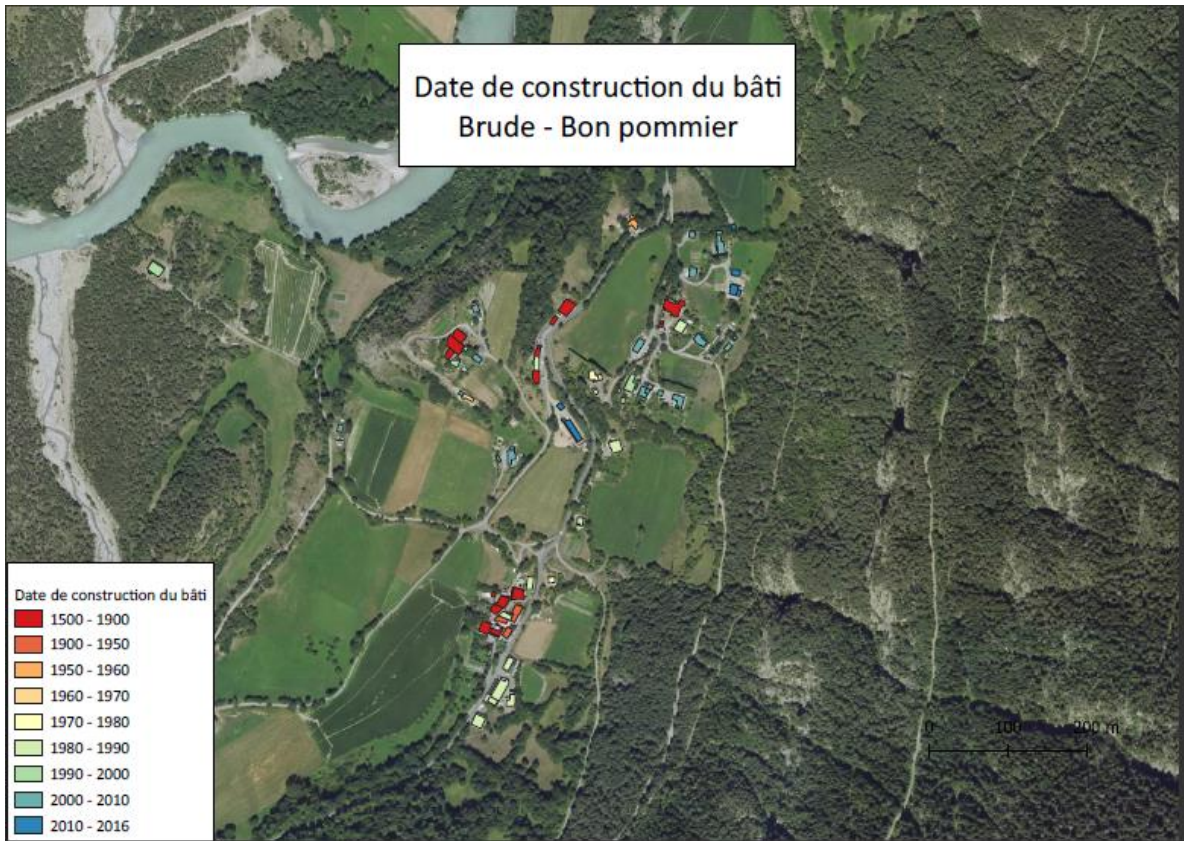 Date de construction du bâti
Brude - Bon pommier
Date de construction du bâti
1500 - 1900
1900 - 1950
1950 - 1960
1960 - 1970
1970 - 1980
1980 - 1990
1990 - 2000
2000 - 2010
2010 - 2016
0 100 200 m